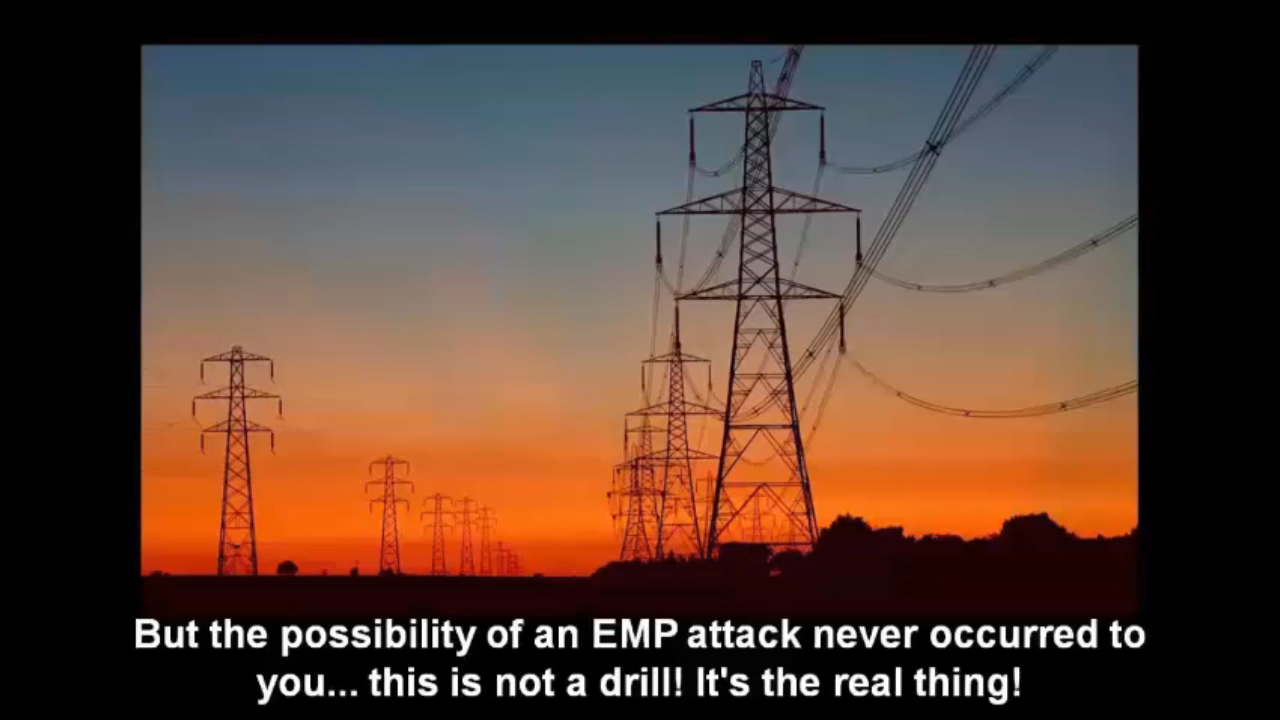 But the possibility of an EMP attack never occurred to
you... this is not a drill! It's the real thing!